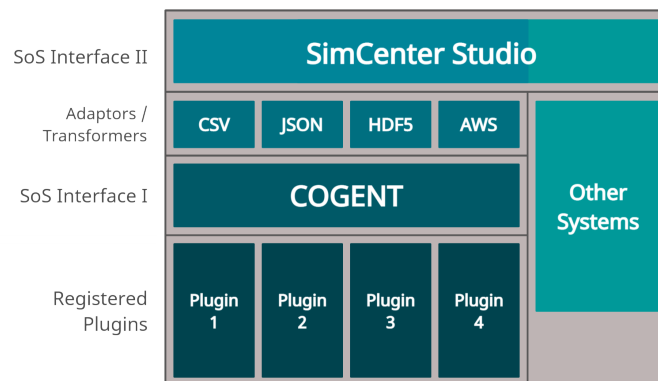 SoS Interface II
SimCenter Studio
Adaptors /
Transformers
CSV
JSON
HDF5
AWS
SoS Interface I
COGENT
Other
Systems
Registered
Plugins
Plugin
1
Plugin
2
Plugin
3
Plugin
4